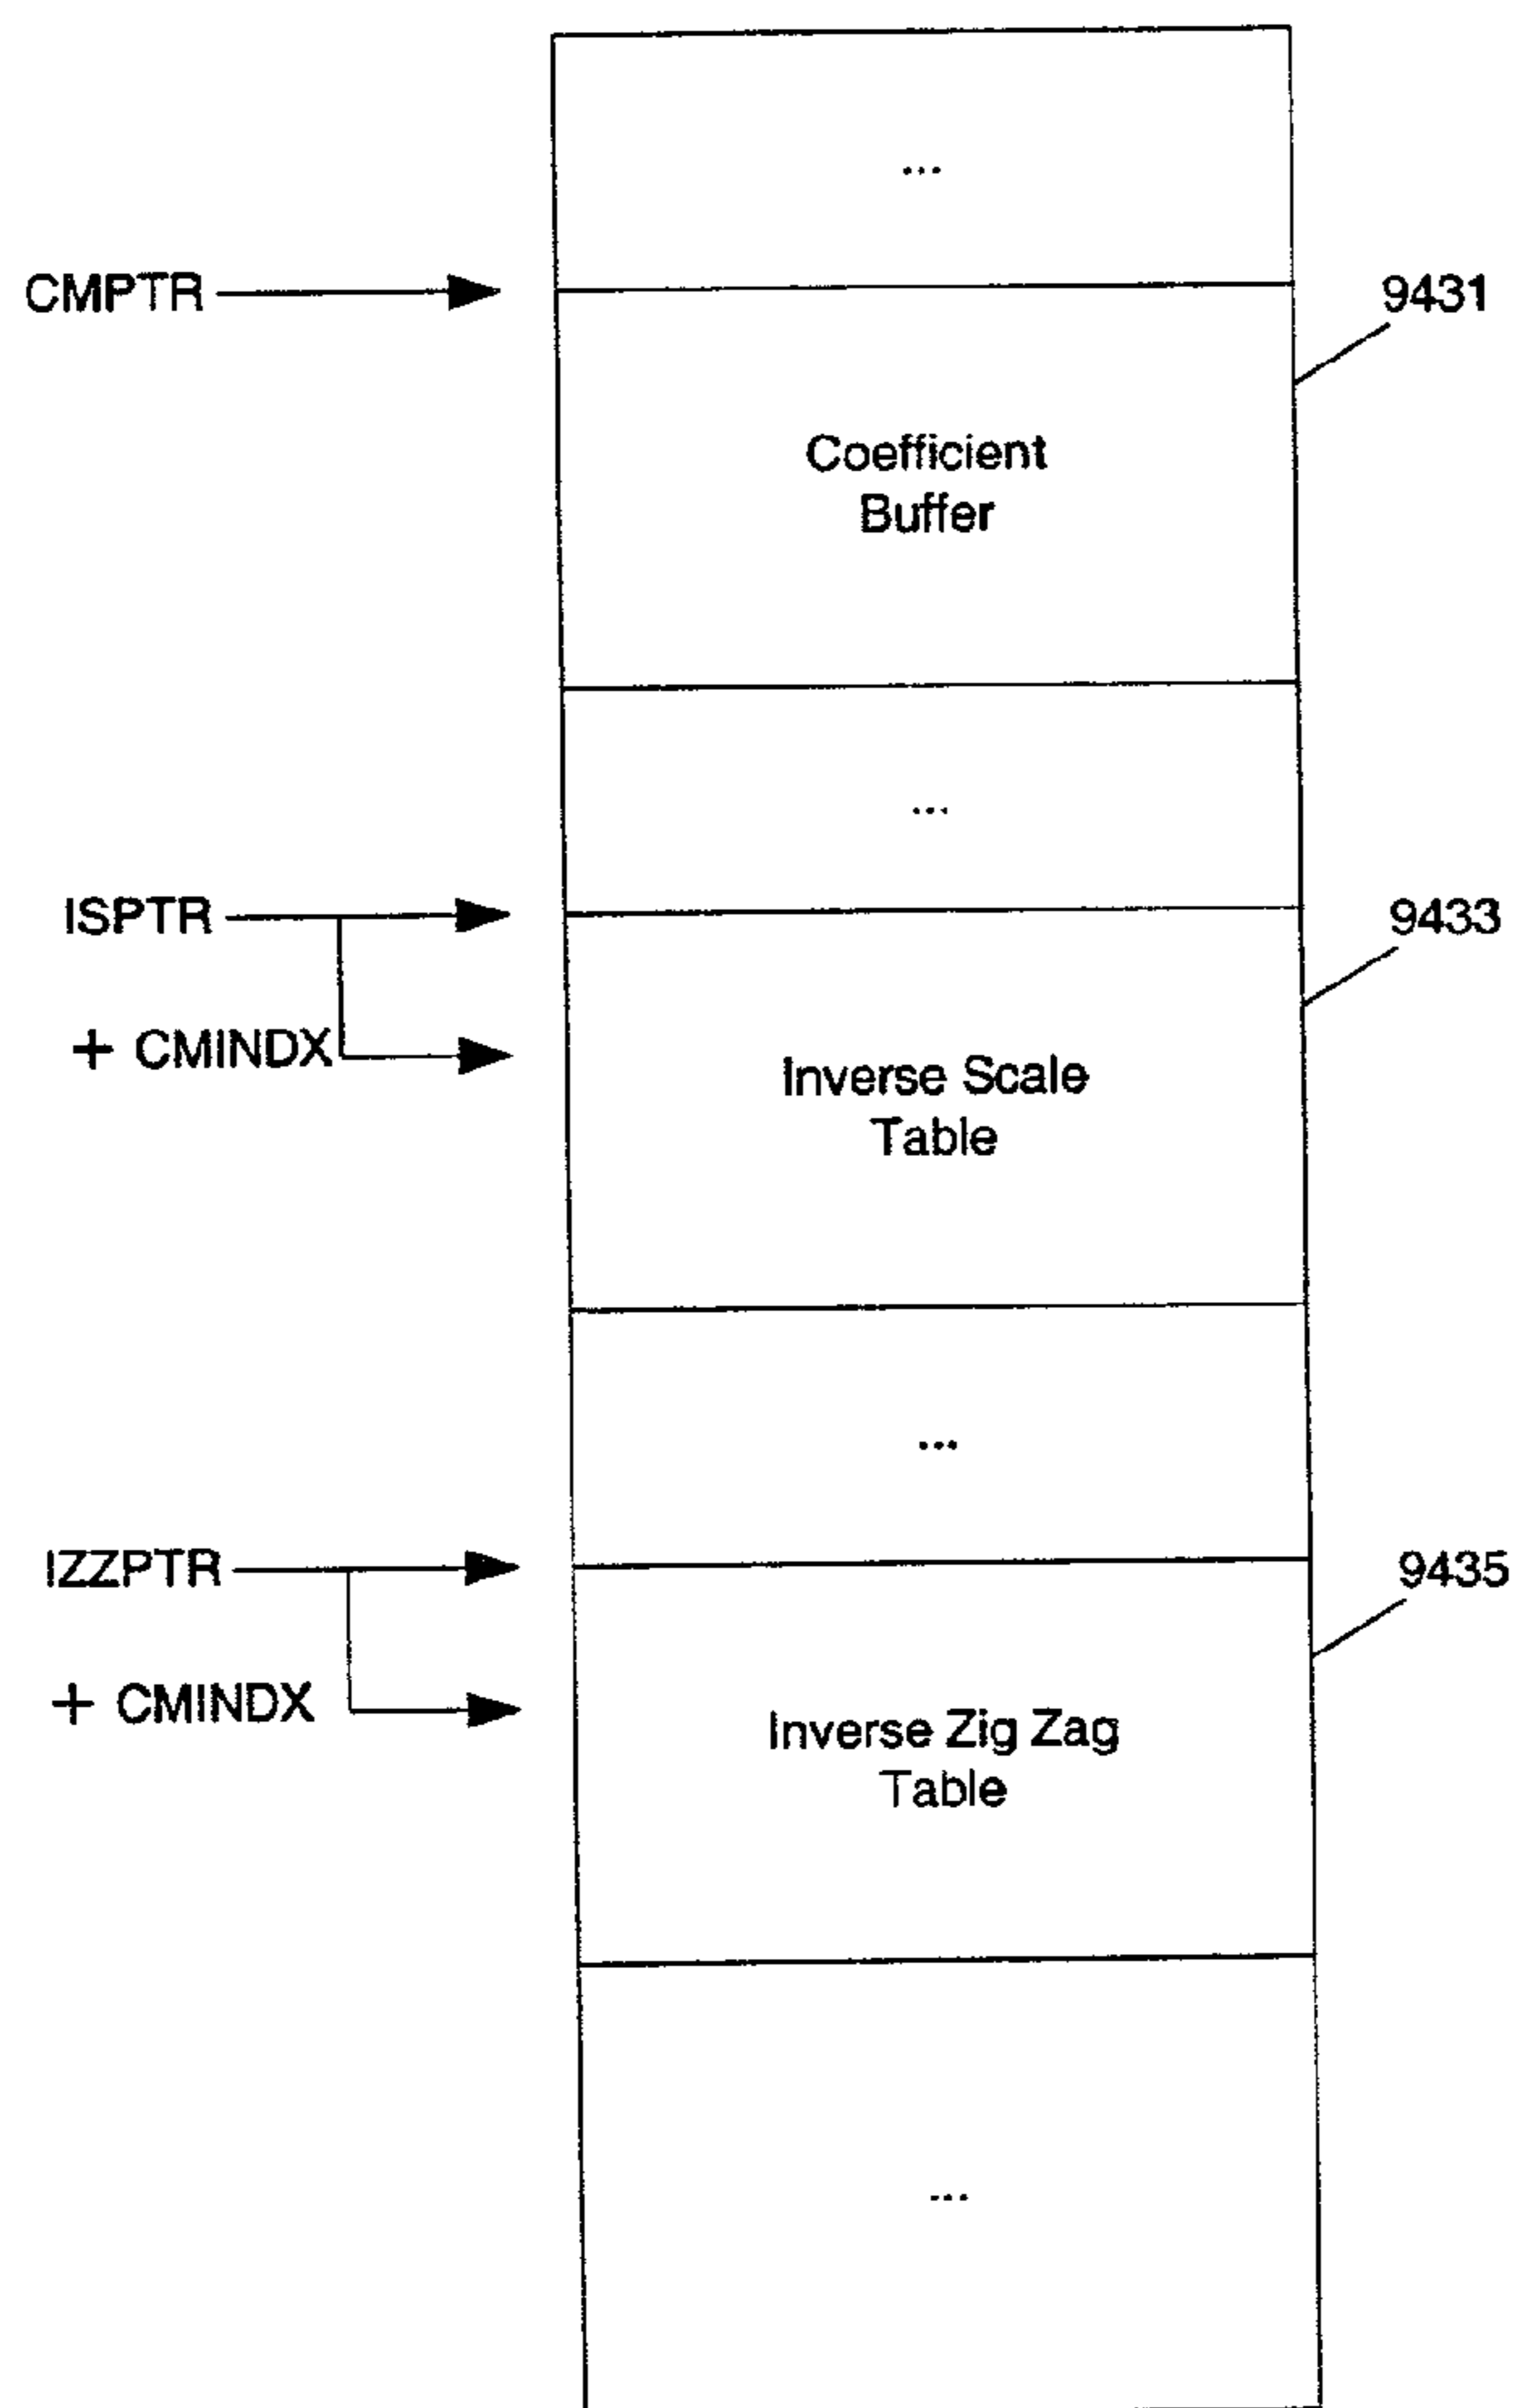 ...
CMPTR
9431
Coefficient
Buffer
...
ISPTR
9433
+ CMINDX
Inverse Scale
Table
...
IZZPTR
9435
+ CMINDX
Inverse Zig Zag
Table
...